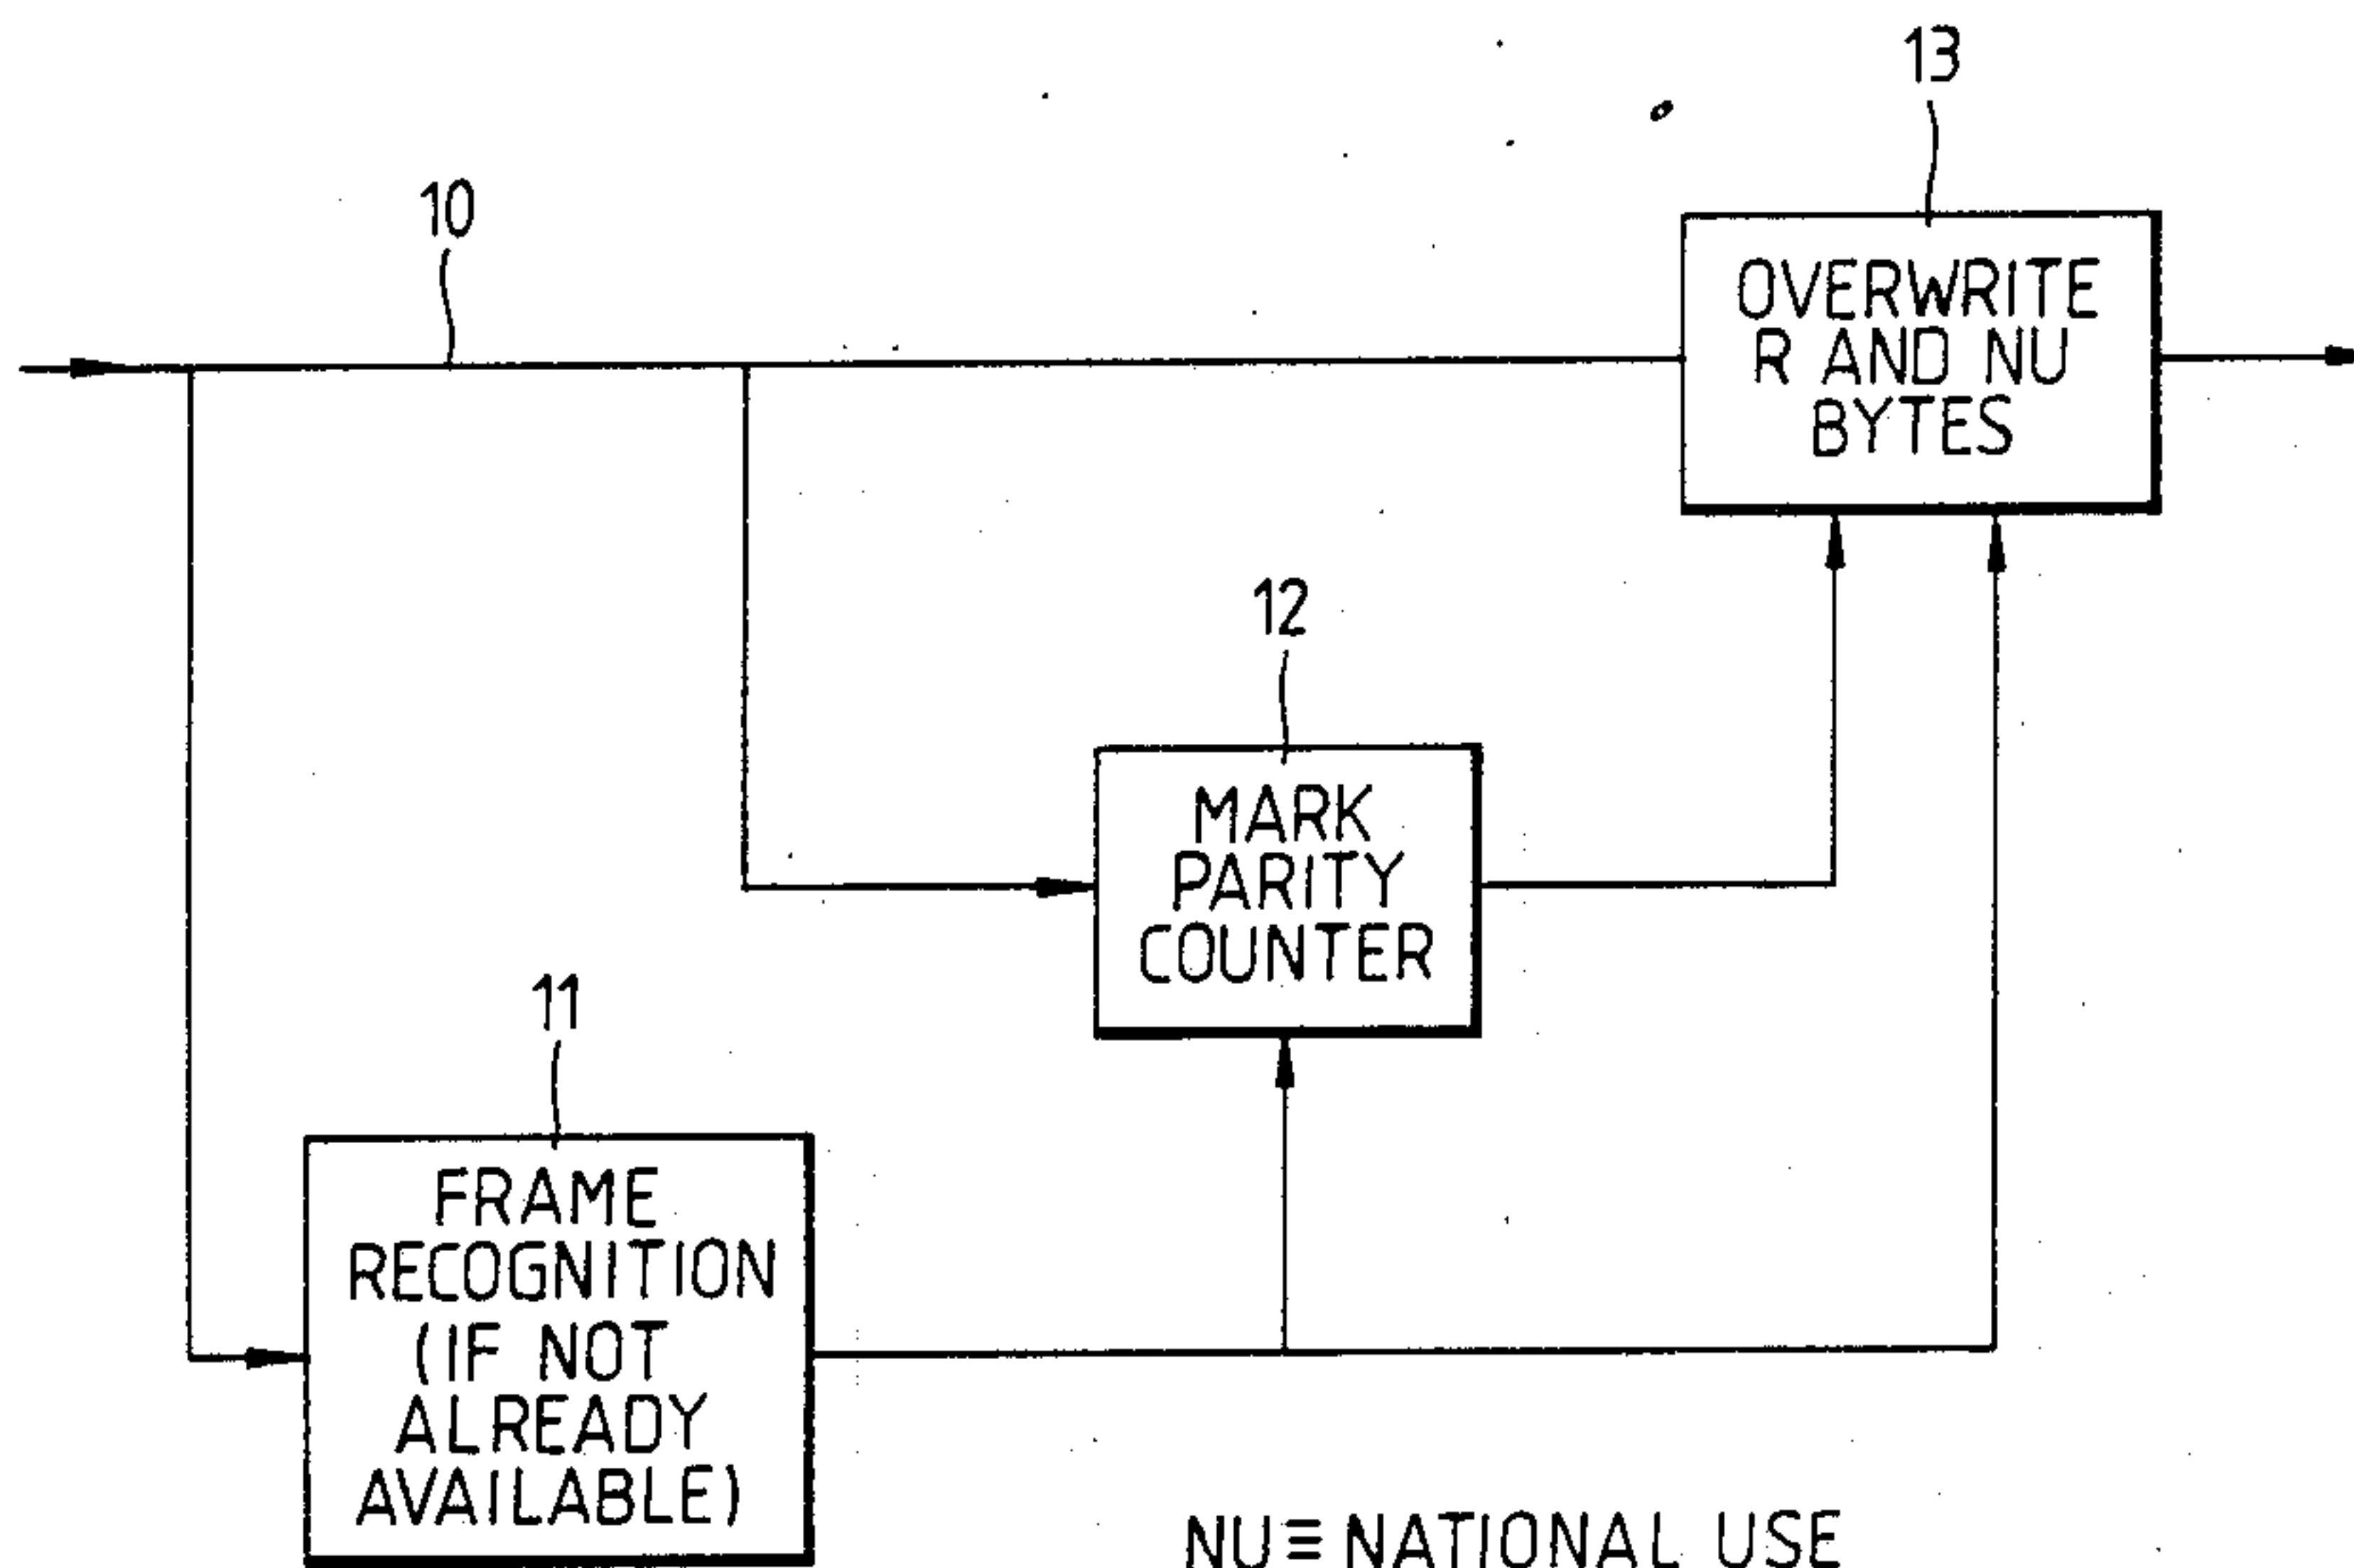 13
10
OVERWRITE
R AND NU
BYTES
12
MARK
PARITY
COUNTER
11
FRAME
RECOGNITION
(IF NOT
ALREADY
AVAILABLE)
NU ≡ NATIONAL USE